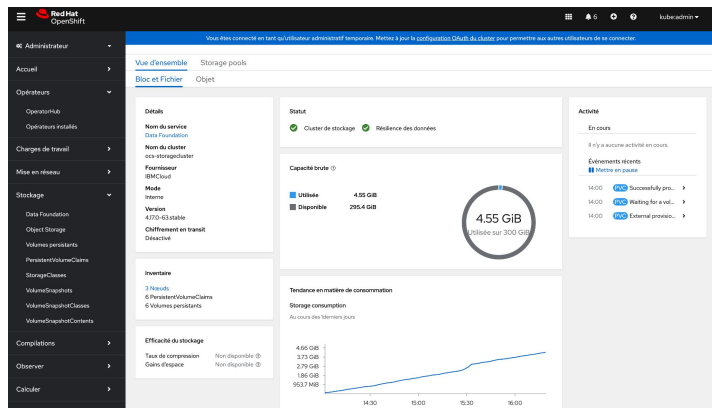 Red Hat
OpenShift
6
kube:admin
Vous êtes connecté en tant qu'utilisateur administratif temporaire. Mettez à jour la configuration OAuth du cluster pour permettre aux autres utilisateurs de se connecter.
Administrateur
Accueil
Opérateurs
OperatorHub
Opérateurs installés
Charges de travail
Mise en réseau
Stockage
Data Foundation
Object Storage
Volumes persistants
PersistentVolumeClaims
StorageClasses
VolumeSnapshots
VolumeSnapshotClasses
VolumeSnapshotContents
Compilations
Observer
Calculer
Vue d'ensemble Storage pools
Bloc et Fichier Objet
Détails
Nom du service
Data Foundation
Nom du cluster
ocs-storagecluster
Fournisseur
IBMCloud
Mode
Interne
Version
4.17.0-63.stable
Chiffrement en transit
Désactivé
Inventaire
3 Nœuds
6 PersistentVolumeClaims
6 Volumes persistants
Efficacité du stockage
Taux de compression Non disponible
Gains d'espace Non disponible
Statut
Cluster de stockage Résilience des données
Capacité brute
Utilisée 4.55 GiB
Disponible 295.4 GiB
4.55 GiB
Utilisée sur 300 GiB
Tendance en matière de consommation
Storage consumption
Au cours des 1derniers jours
4.66 GiB
3.73 GiB
2.79 GiB
1.86 GiB
953.7 MiB
14:30 15:00 15:30 16:00
Activité
En cours
Il n'y a aucune activité en cours.
Événements récents
Mettre en pause
14:00 PVC Successfully pro...
14:00 PVC Waiting for a vol...
14:00 PVC External provisio...